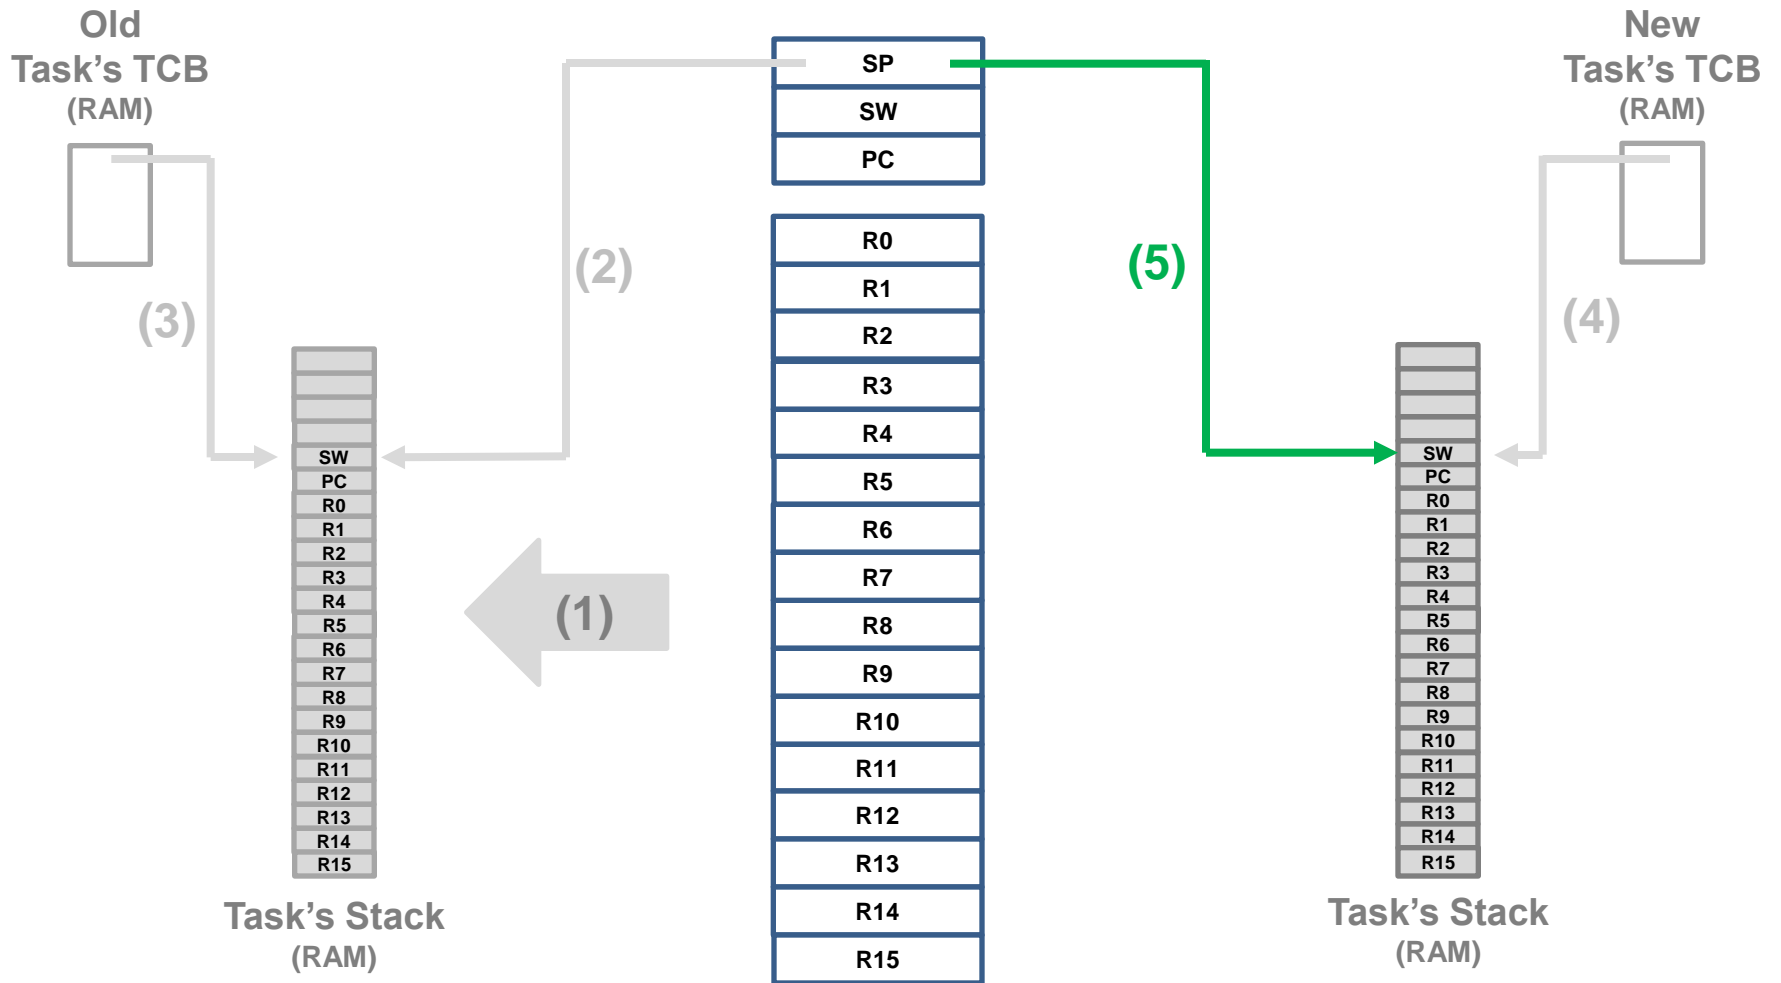 Old
Task's TCB
(RAM)
New
Task's TCB
(RAM)
SP
SW
PC
R0
R1
R2
R3
R4
R5
R6
R7
R8
R9
R10
R11
R12
R13
R14
R15
(3)
(2)
(1)
(5)
(4)
SW
PC
R0
R1
R2
R3
R4
R5
R6
R7
R8
R9
R10
R11
R12
R13
R14
R15
Task's Stack
(RAM)
SW
PC
R0
R1
R2
R3
R4
R5
R6
R7
R8
R9
R10
R11
R12
R13
R14
R15
Task's Stack
(RAM)